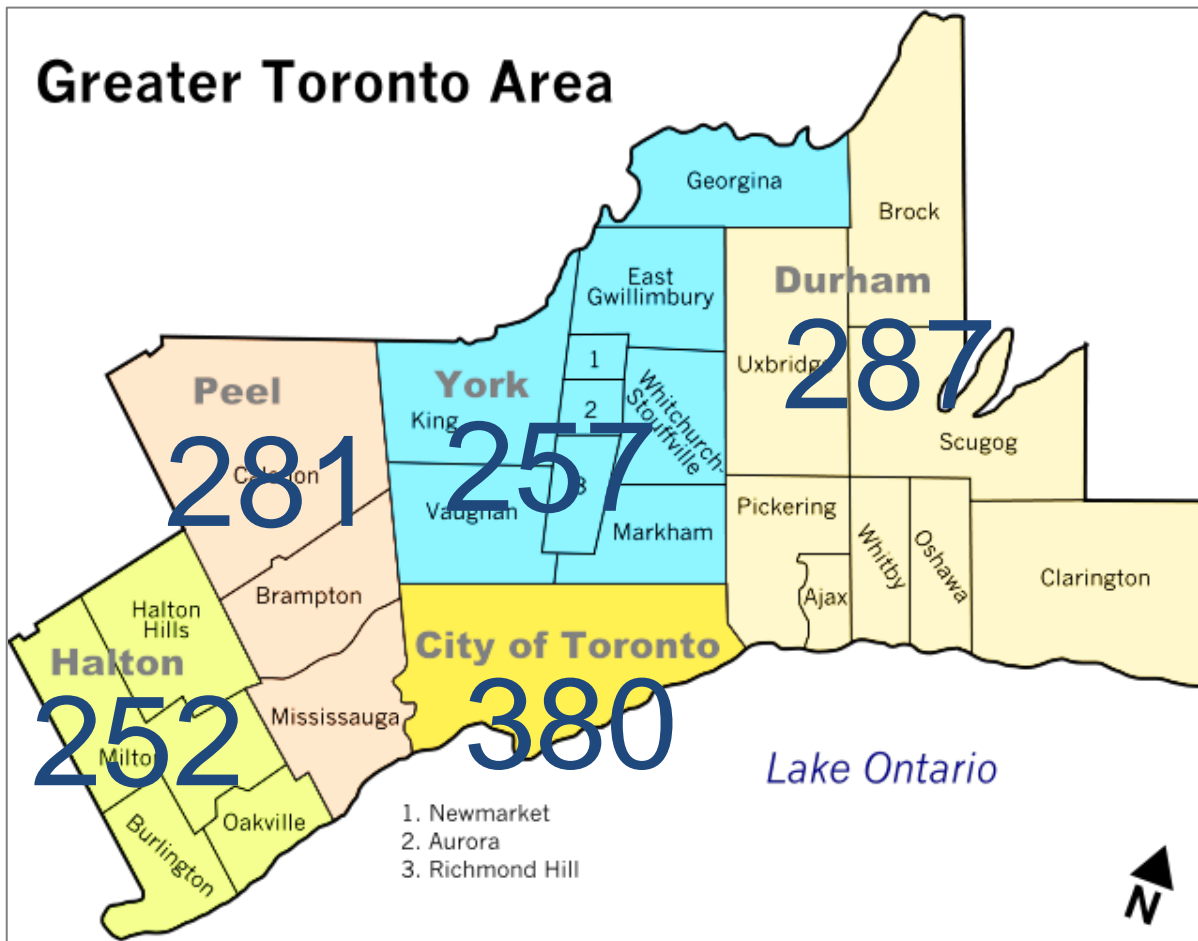 Greater Toronto Area
Georgina
Brock
East
Gwillimbury
Durham
287
Uxbridge
Scugog
Peel
281
Caledon
York
King
257
1
2
3
Whitchurch-
Stouffville
Vaughan
Markham
Pickering
Ajax
Whitby
Oshawa
Clarington
Brampton
Halton
Hills
Halton
252
Milton
Mississauga
Burlington
Oakville
City of Toronto
380
Lake Ontario
1. Newmarket
2. Aurora
3. Richmond Hill
N